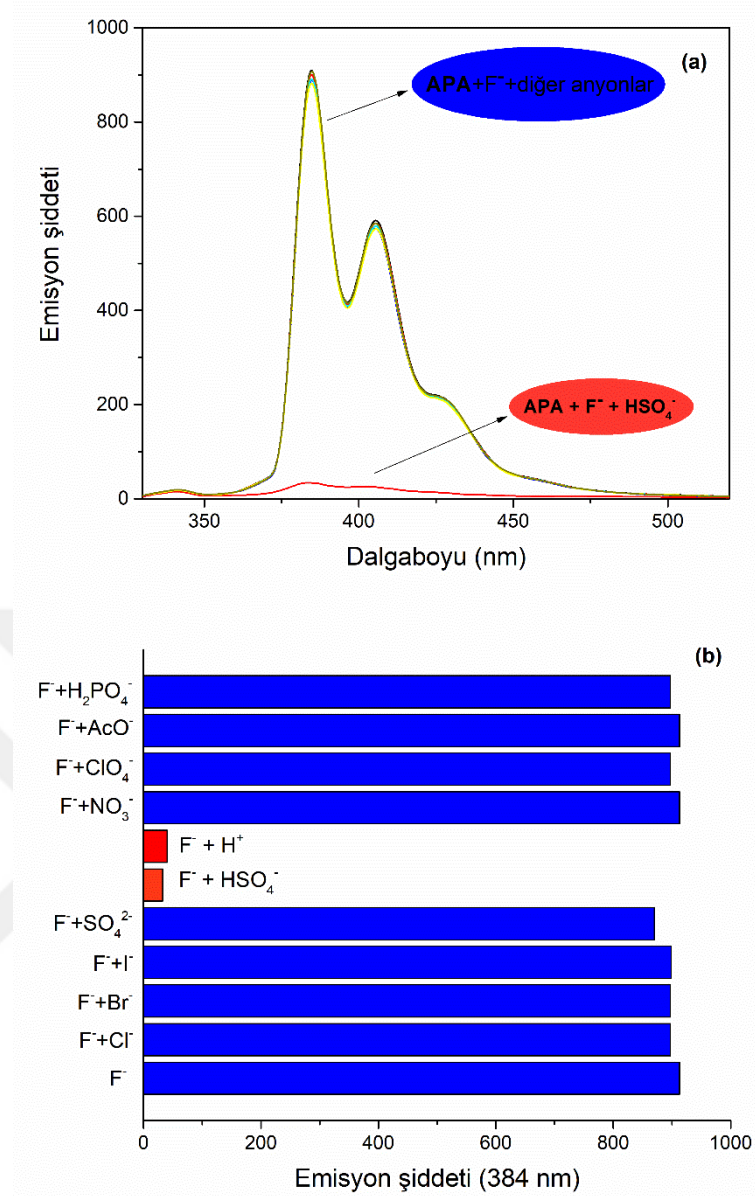 1000
(a)
APA+F⁻+diğer anyonlar
800
600
400
200
APA + F⁻ + HSO₄⁻
0
350
400
450
500
Emisyon şiddeti
Dalgaboyu (nm)
(b)
F⁻+H₂PO₄⁻
F⁻+AcO⁻
F⁻+ClO₄⁻
F⁻+NO₃⁻
F⁻ + H⁺
F⁻ + HSO₄⁻
F⁻+SO₄²⁻
F⁻+I⁻
F⁻+Br⁻
F⁻+Cl⁻
F⁻
0
200
400
600
800
1000
Emisyon şiddeti (384 nm)